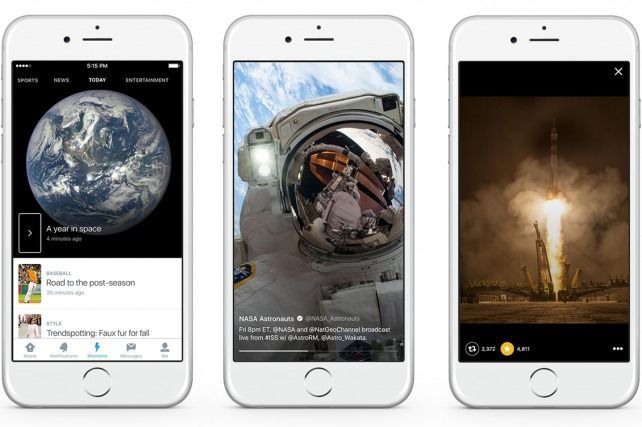 5:15 PM
SPORTS NEWS TODAY ENTERTAINMENT
A year in space
4 minutes ago
BASEBALL
Road to the post-season
35 minutes ago
STYLE
Trendspotting: Faux fur for fall
Home Notifications Moments Messages Me
NASA Astronauts @NASA_Astronauts
Fri 8pm ET, @NASA and @NatGeoChannel broadcast
live from #ISS w/ @AstroRM, @Astro_Wakata.
2,372 4,811